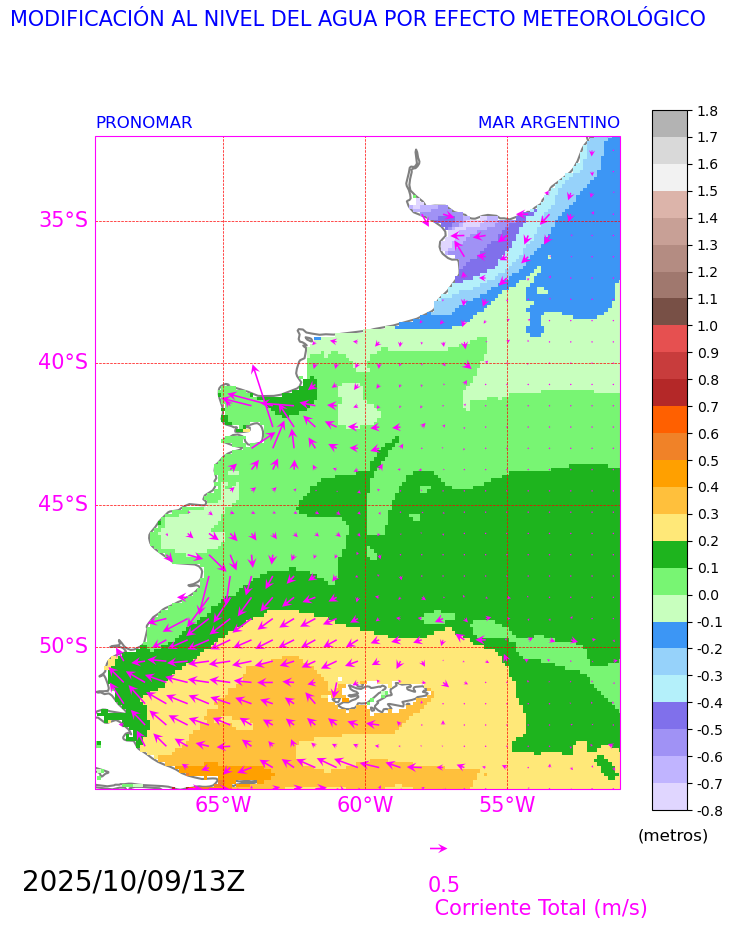 MODIFICACIÓN AL NIVEL DEL AGUA POR EFECTO METEOROLÓGICO
PRONOMAR
MAR ARGENTINO
1.8
1.7
1.6
1.5
1.4
1.3
1.2
1.1
1.0
0.9
0.8
0.7
0.6
0.5
0.4
0.3
0.2
0.1
0.0
-0.1
-0.2
-0.3
-0.4
-0.5
-0.6
-0.7
-0.8
(metros)
35°S
40°S
45°S
50°S
65°W
60°W
55°W
2025/10/09/13Z
0.5
Corriente Total (m/s)